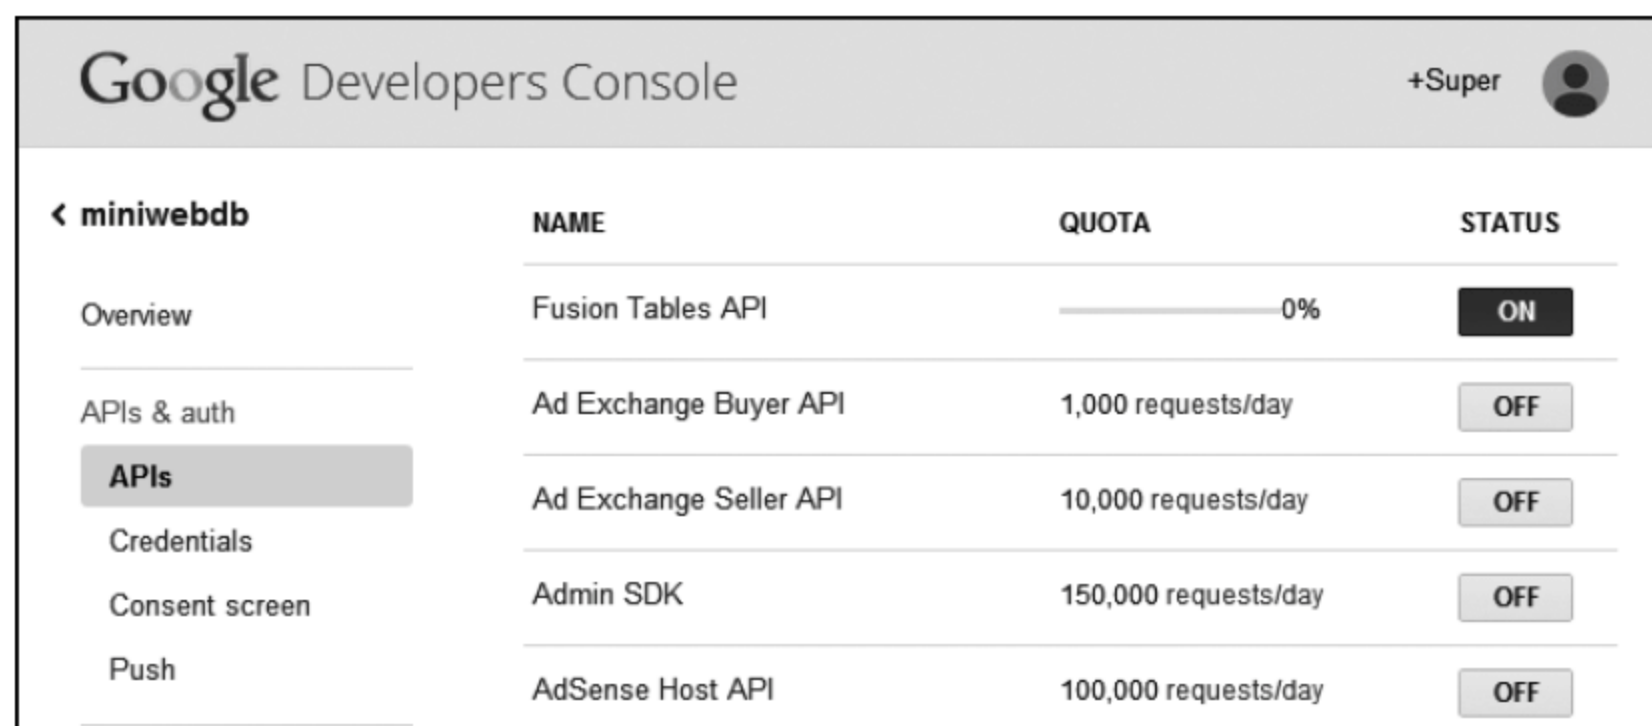 Google Developers Console +Super
< miniwebdb
Overview
APIs & auth
APIs
Credentials
Consent screen
Push
NAME QUOTA STATUS
Fusion Tables API 0% ON
Ad Exchange Buyer API 1,000 requests/day OFF
Ad Exchange Seller API 10,000 requests/day OFF
Admin SDK 150,000 requests/day OFF
AdSense Host API 100,000 requests/day OFF